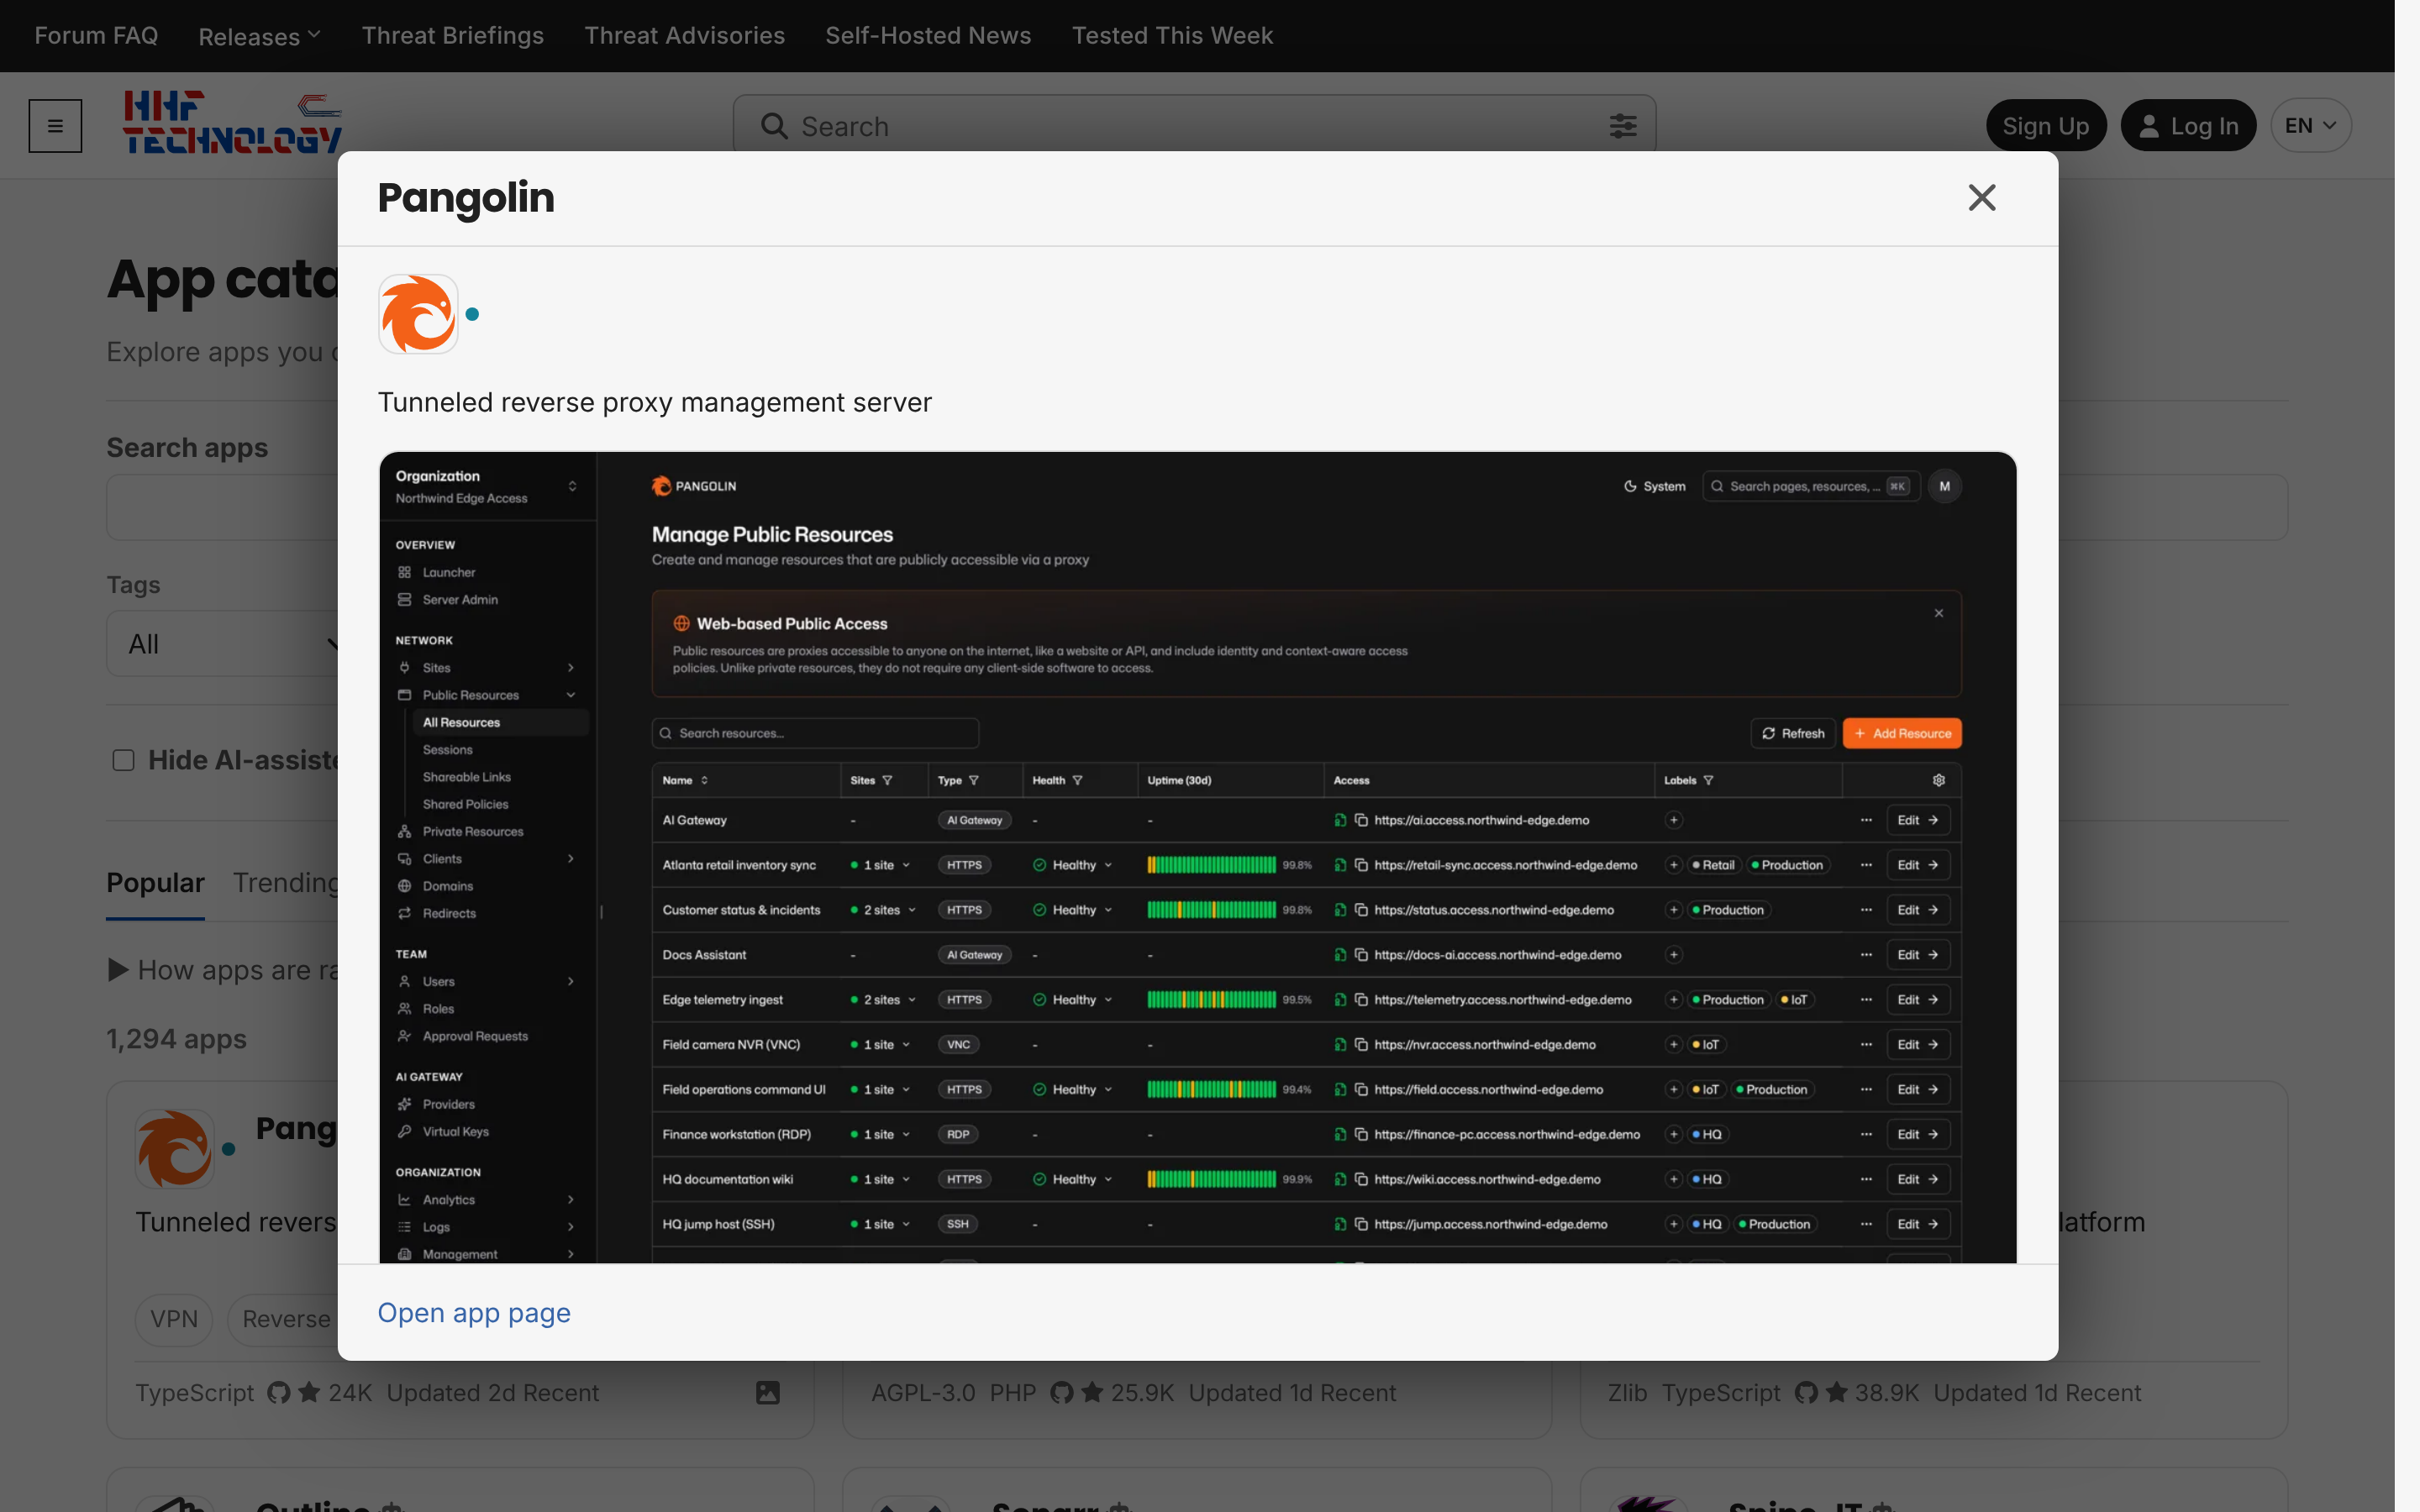 Forum FAQ Releases Threat Briefings Threat Advisories Self-Hosted News Tested This Week
HHF TECHNOLOGY
Search
Sign Up Log In EN
Pangolin
App cata
Explore apps you
Search apps
Tags
All
Hide AI-assiste
Popular Trending
How apps are ra
1,294 apps
Pang
Tunneled revers
VPN Reverse
TypeScript 24K Updated 2d Recent
AGPL-3.0 PHP 25.9K Updated 1d Recent
latform
Zlib TypeScript 38.9K Updated 1d Recent
Tunneled reverse proxy management server
Organization
Northwind Edge Access
OVERVIEW
Launcher
Server Admin
NETWORK
Sites
Public Resources
All Resources
Sessions
Shareable Links
Shared Policies
Private Resources
Clients
Domains
Redirects
TEAM
Users
Roles
Approval Requests
AI GATEWAY
Providers
Virtual Keys
ORGANIZATION
Analytics
Logs
Management
PANGOLIN
System Search pages, resources, ... ⌘K M
Manage Public Resources
Create and manage resources that are publicly accessible via a proxy
Web-based Public Access
Public resources are proxies accessible to anyone on the internet, like a website or API, and include identity and context-aware access
policies. Unlike private resources, they do not require any client-side software to access.
Search resources... Refresh + Add Resource
Name Sites Type Health Uptime (30d) Access Labels
AI Gateway - AI Gateway - - https://ai.access.northwind-edge.demo + ... Edit →
Atlanta retail inventory sync 1 site HTTPS Healthy 99.8% https://retail-sync.access.northwind-edge.demo + Retail Production ... Edit →
Customer status & incidents 2 sites HTTPS Healthy 99.8% https://status.access.northwind-edge.demo + Production ... Edit →
Docs Assistant - AI Gateway - - https://docs-ai.access.northwind-edge.demo + ... Edit →
Edge telemetry ingest 2 sites HTTPS Healthy 99.5% https://telemetry.access.northwind-edge.demo + Production IoT ... Edit →
Field camera NVR (VNC) 1 site VNC - - https://nvr.access.northwind-edge.demo + IoT ... Edit →
Field operations command UI 1 site HTTPS Healthy 99.4% https://field.access.northwind-edge.demo + IoT Production ... Edit →
Finance workstation (RDP) 1 site RDP - - https://finance-pc.access.northwind-edge.demo + HQ ... Edit →
HQ documentation wiki 1 site HTTPS Healthy 99.9% https://wiki.access.northwind-edge.demo + HQ ... Edit →
HQ jump host (SSH) 1 site SSH - - https://jump.access.northwind-edge.demo + HQ Production ... Edit →
Open app page